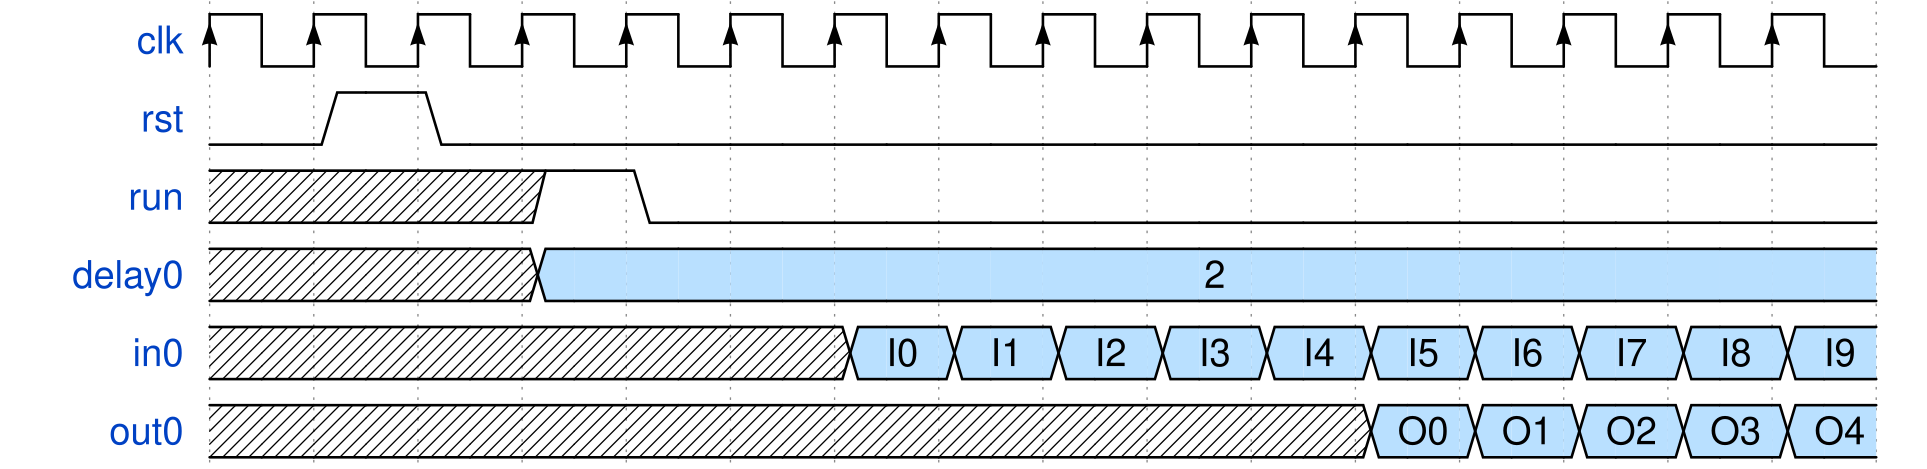 clk
rst
run
delay0 2
in0 I0 I1 I2 I3 I4 I5 I6 I7 I8 I9
out0 O0 O1 O2 O3 O4